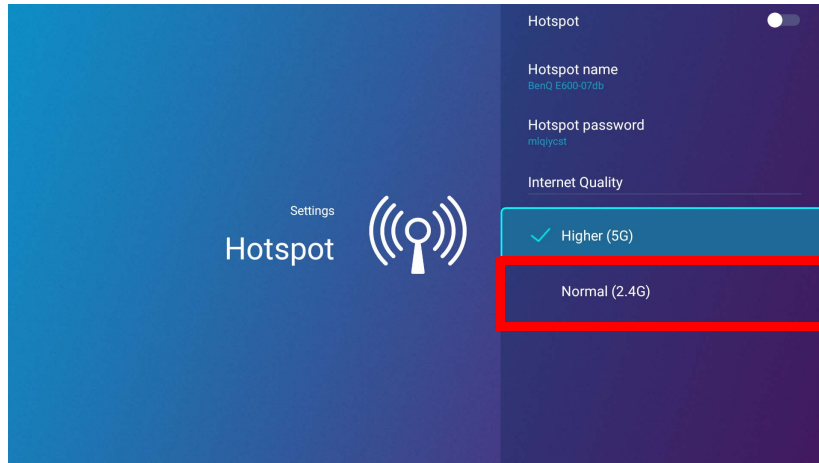 Settings
Hotspot
Hotspot
Hotspot name
BenQ E600-07db
Hotspot password
mlqiycst
Internet Quality
Higher (5G)
Normal (2.4G)